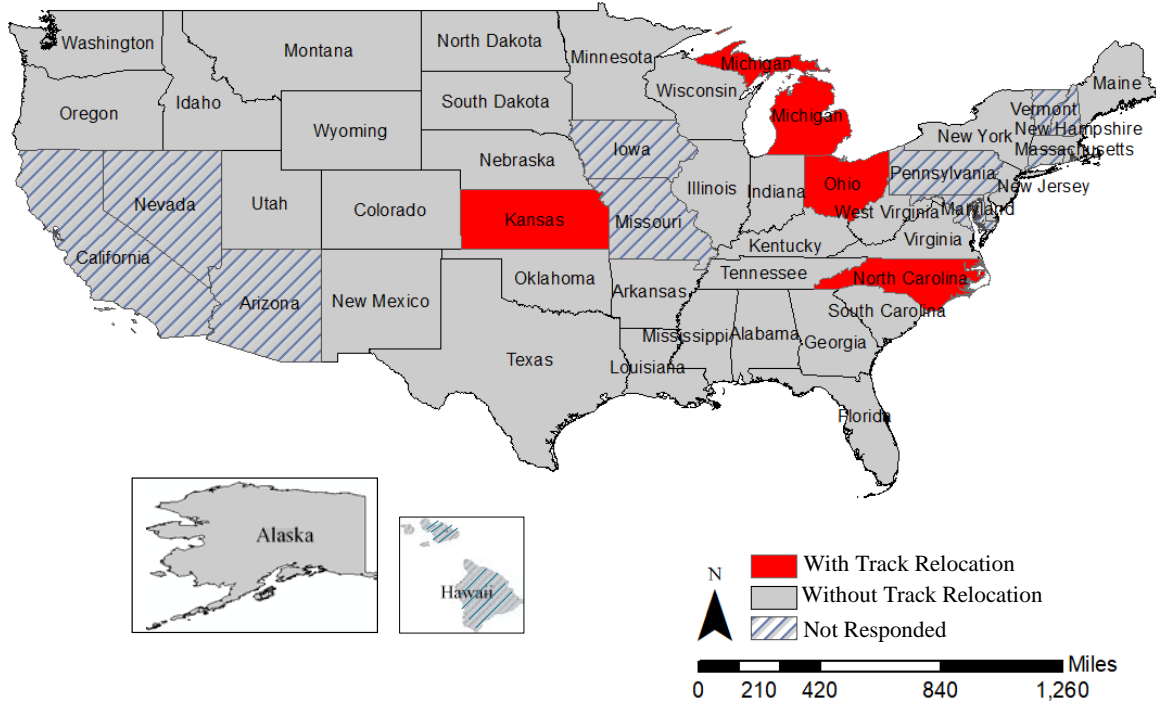 Washington
Montana
North Dakota
Minnesota
Michigan
Maine
Oregon
Idaho
South Dakota
Wisconsin
Vermont
Wyoming
Michigan
New York
New Hampshire
Massachusetts
Nebraska
Iowa
Pennsylvania
Nevada
Utah
Colorado
Illinois
Indiana
Ohio
New Jersey
Kansas
Missouri
West Virginia
Maryland
California
Kentucky
Virginia
Arizona
New Mexico
Oklahoma
Arkansas
Tennessee
North Carolina
South Carolina
Mississippi
Alabama
Georgia
Texas
Louisiana
Florida
Alaska
Hawaii
N
With Track Relocation
Without Track Relocation
Not Responded
Miles
0 210 420 840 1,260